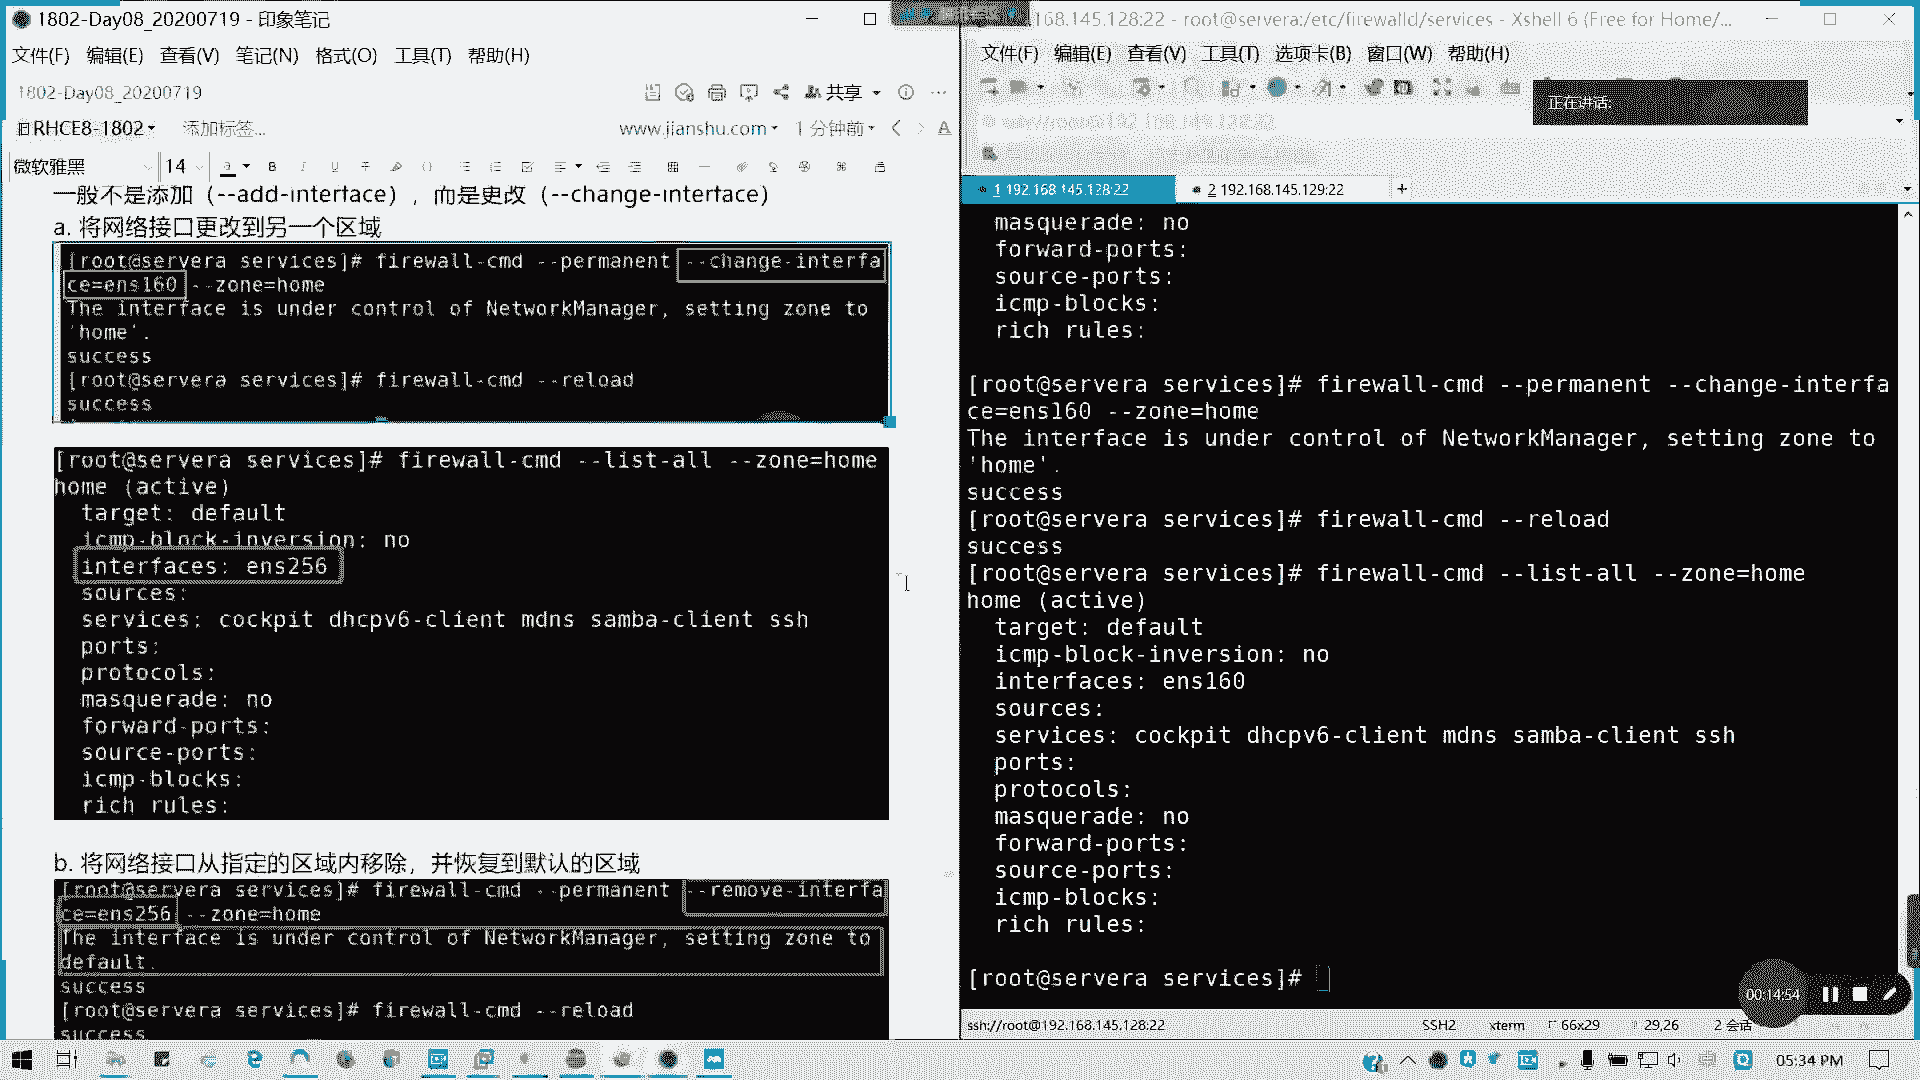 1802-Day08_20200719 - 印象笔记
文件(F) 编辑(E) 查看(V) 笔记(N) 格式(O) 工具(T) 帮助(H)
1802-Day08_20200719
共享
RHCE8-1802
添加标签...
www.jianshu.com
1 分钟前
微软雅黑
14
一般不是添加（--add-interface），而是更改（--change-interface）
a. 将网络接口更改到另一个区域
[root@servera services]# firewall-cmd --permanent --change-interfa
ce=ens160 --zone=home
The interface is under control of NetworkManager, setting zone to
'home'.
success
[root@servera services]# firewall-cmd --reload
success
[root@servera services]# firewall-cmd --list-all --zone=home
home (active)
target: default
icmp-block-inversion: no
interfaces: ens256
sources:
services: cockpit dhcpv6-client mdns samba-client ssh
ports:
protocols:
masquerade: no
forward-ports:
source-ports:
icmp-blocks:
rich rules:
b. 将网络接口从指定的区域内移除，并恢复到默认的区域
[root@servera services]# firewall-cmd --permanent --remove-interfa
ce=ens256 --zone=home
The interface is under control of NetworkManager, setting zone to
default.
success
[root@servera services]# firewall-cmd --reload
success
168.145.128:22 - root@servera:/etc/firewalld/services - Xshell 6 (Free for Home/...
文件(F) 编辑(E) 查看(V) 工具(T) 选项卡(B) 窗口(W) 帮助(H)
正在讲话:
1 192.168.145.128:22
2 192.168.145.129:22
masquerade: no
forward-ports:
source-ports:
icmp-blocks:
rich rules:
[root@servera services]# firewall-cmd --permanent --change-interfa
ce=ens160 --zone=home
The interface is under control of NetworkManager, setting zone to
'home'.
success
[root@servera services]# firewall-cmd --reload
success
[root@servera services]# firewall-cmd --list-all --zone=home
home (active)
target: default
icmp-block-inversion: no
interfaces: ens160
sources:
services: cockpit dhcpv6-client mdns samba-client ssh
ports:
protocols:
masquerade: no
forward-ports:
source-ports:
icmp-blocks:
rich rules:
[root@servera services]#
00:14:54
ssh://root@192.168.145.128:22
SSH2
xterm
66x29
29,26
2 会话
05:34 PM